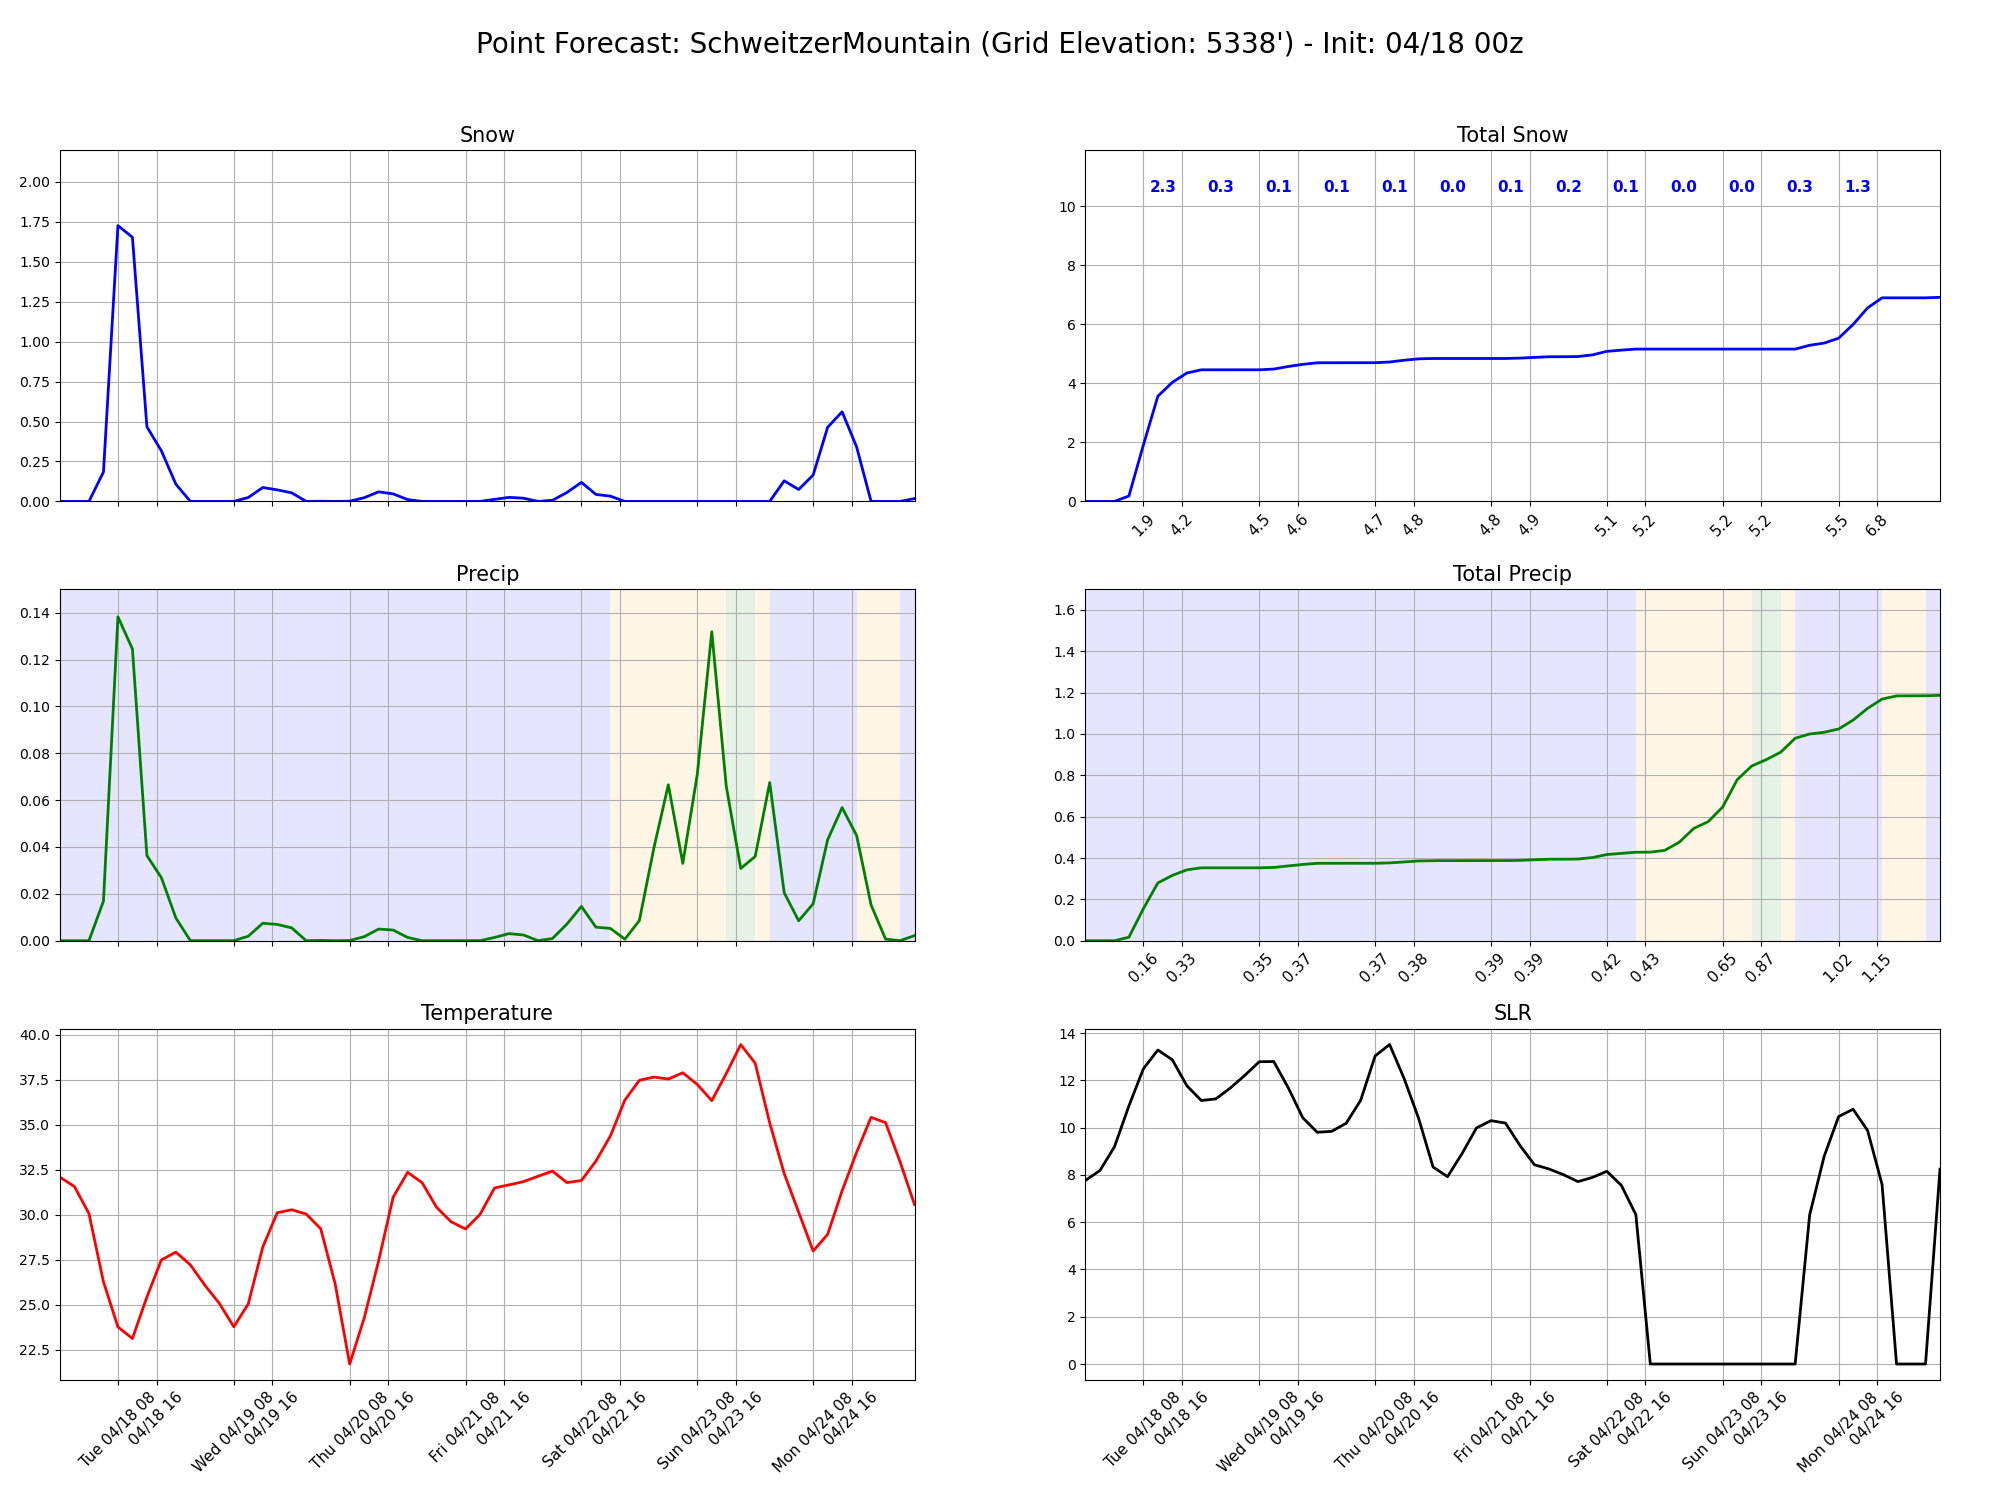 Point Forecast: SchweitzerMountain (Grid Elevation: 5338') - Init: 04/18 00z
Snow
2.00
1.75
1.50
1.25
1.00
0.75
0.50
0.25
0.00
Total Snow
2.3 0.3 0.1 0.1 0.1 0.0 0.1 0.2 0.1 0.0 0.0 0.3 1.3
10
8
6
4
2
0
1.9 4.2 4.5 4.6 4.7 4.8 4.8 4.9 5.1 5.2 5.2 5.2 5.5 6.8
Precip
0.14
0.12
0.10
0.08
0.06
0.04
0.02
0.00
Total Precip
1.6
1.4
1.2
1.0
0.8
0.6
0.4
0.2
0.0
0.16 0.33 0.35 0.37 0.37 0.38 0.39 0.39 0.42 0.43 0.65 0.87 1.02 1.15
Temperature
40.0
37.5
35.0
32.5
30.0
27.5
25.0
22.5
Tue 04/18 08
04/18 16
Wed 04/19 08
04/19 16
Thu 04/20 08
04/20 16
Fri 04/21 08
04/21 16
Sat 04/22 08
04/22 16
Sun 04/23 08
04/23 16
Mon 04/24 08
04/24 16
SLR
14
12
10
8
6
4
2
0
Tue 04/18 08
04/18 16
Wed 04/19 08
04/19 16
Thu 04/20 08
04/20 16
Fri 04/21 08
04/21 16
Sat 04/22 08
04/22 16
Sun 04/23 08
04/23 16
Mon 04/24 08
04/24 16